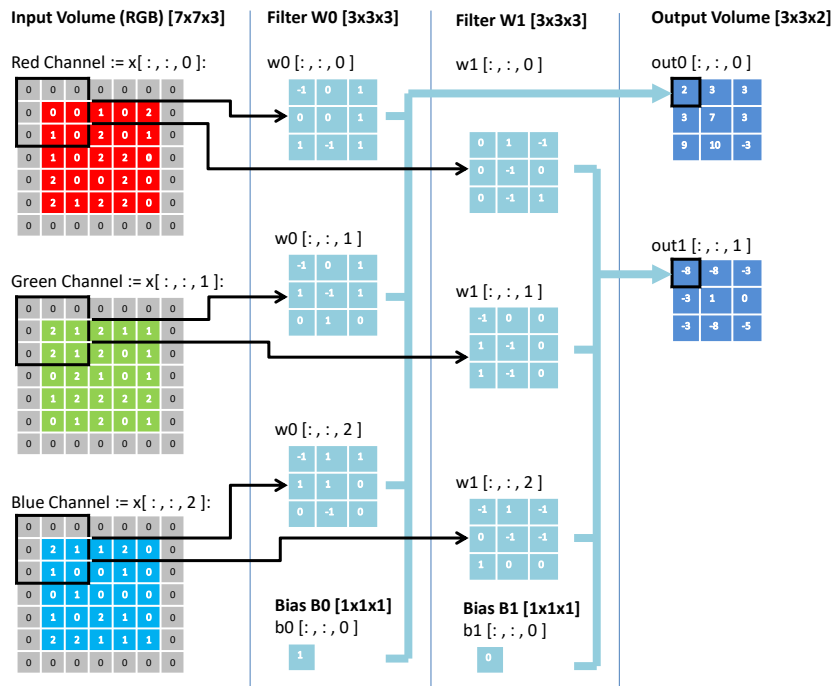 Input Volume (RGB) [7x7x3]
Red Channel := x[ : , : , 0 ]:
0 0 0 0 0 0 0
0 0 0 1 0 2 0
0 1 0 2 0 1 0
0 1 0 2 2 0 0
0 2 0 0 2 0 0
0 2 1 2 2 0 0
0 0 0 0 0 0 0
Green Channel := x[ : , : , 1 ]:
0 0 0 0 0 0 0
0 2 1 2 1 1 0
0 2 1 2 0 1 0
0 0 2 1 0 1 0
0 1 2 2 2 2 0
0 0 1 2 0 1 0
0 0 0 0 0 0 0
Blue Channel := x[ : , : , 2 ]:
0 0 0 0 0 0 0
0 2 1 1 2 0 0
0 1 0 0 1 0 0
0 0 1 0 0 0 0
0 1 0 2 1 0 0
0 2 2 1 1 1 0
0 0 0 0 0 0 0
Filter W0 [3x3x3]
w0 [: , : , 0 ]
-1 0 1
0 0 1
1 -1 1
w0 [: , : , 1 ]
-1 0 1
1 -1 1
0 1 0
w0 [: , : , 2 ]
-1 1 1
1 1 0
0 -1 0
Bias B0 [1x1x1]
b0 [: , : , 0 ]
1
Filter W1 [3x3x3]
w1 [: , : , 0 ]
0 1 -1
0 -1 0
0 -1 1
w1 [: , : , 1 ]
-1 0 0
1 -1 0
1 -1 0
w1 [: , : , 2 ]
-1 1 -1
0 -1 -1
1 0 0
Bias B1 [1x1x1]
b1 [: , : , 0 ]
0
Output Volume [3x3x2]
out0 [: , : , 0 ]
2 3 3
3 7 3
9 10 -3
out1 [: , : , 1 ]
-8 -8 -3
-3 1 0
-3 -8 -5